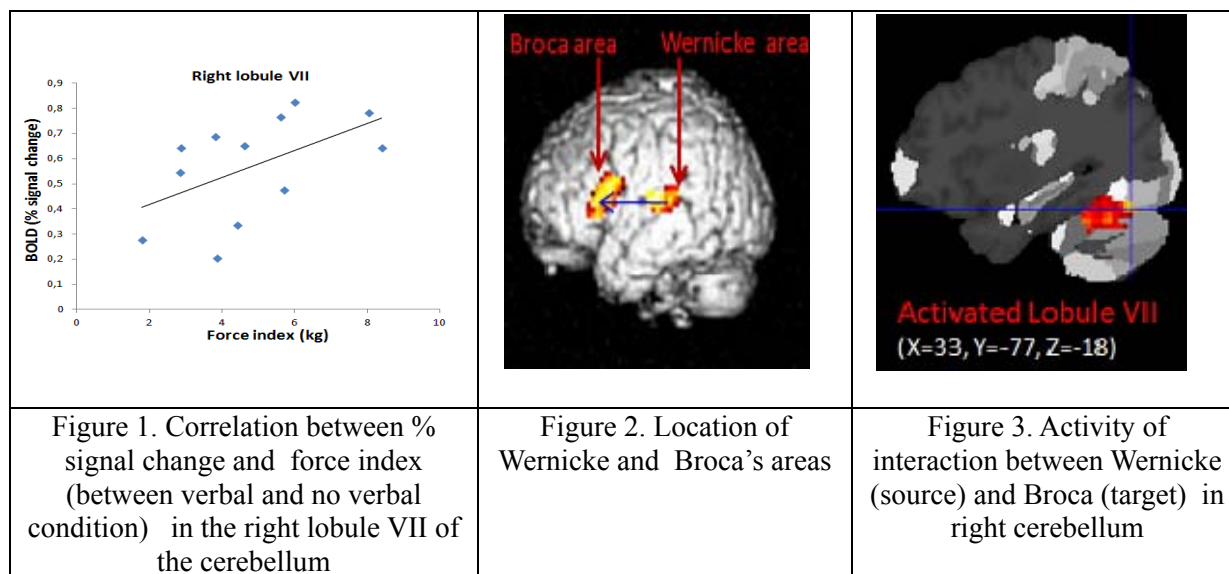 Right lobule VII
0,9
0,8
0,7
0,6
0,5
0,4
0,3
0,2
0,1
0
BOLD (% signal change)
0 2 4 6 8 10
Force index (kg)
Broca area Wernicke area
Activated Lobule VII
(X=33, Y=-77, Z=-18)
Figure 1. Correlation between %
signal change and force index
(between verbal and no verbal
condition) in the right lobule VII of
the cerebellum
Figure 2. Location of
Wernicke and Broca's areas
Figure 3. Activity of
interaction between Wernicke
(source) and Broca (target) in
right cerebellum